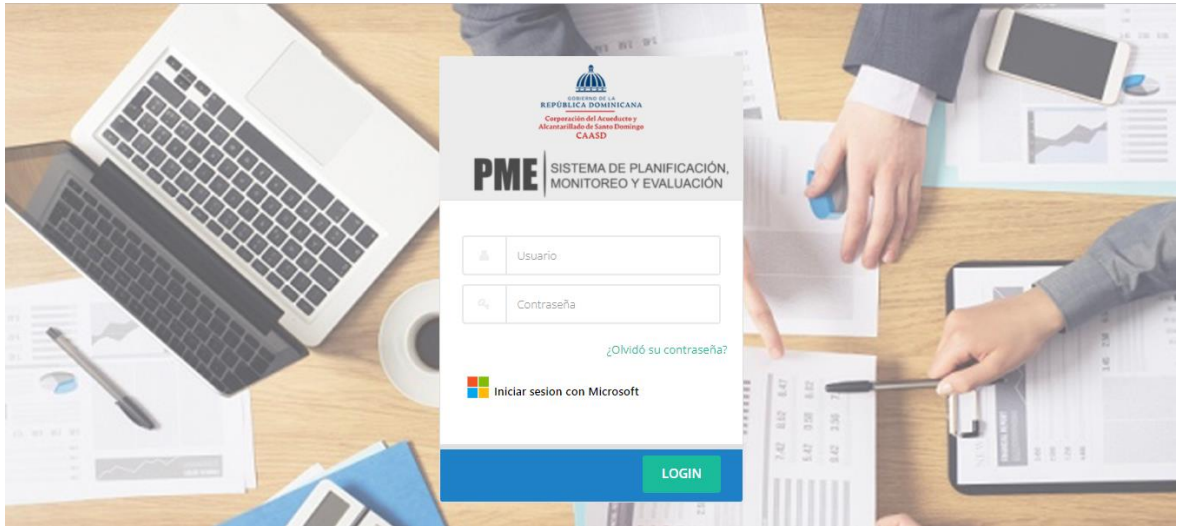 GOBIERNO DE LA
REPÚBLICA DOMINICANA
Corporación del Acueducto y
Alcantarillado de Santo Domingo
CAASD
PME SISTEMA DE PLANIFICACIÓN,
MONITOREO Y EVALUACIÓN
Usuario
Contraseña
¿Olvidó su contraseña?
Iniciar sesion con Microsoft
LOGIN